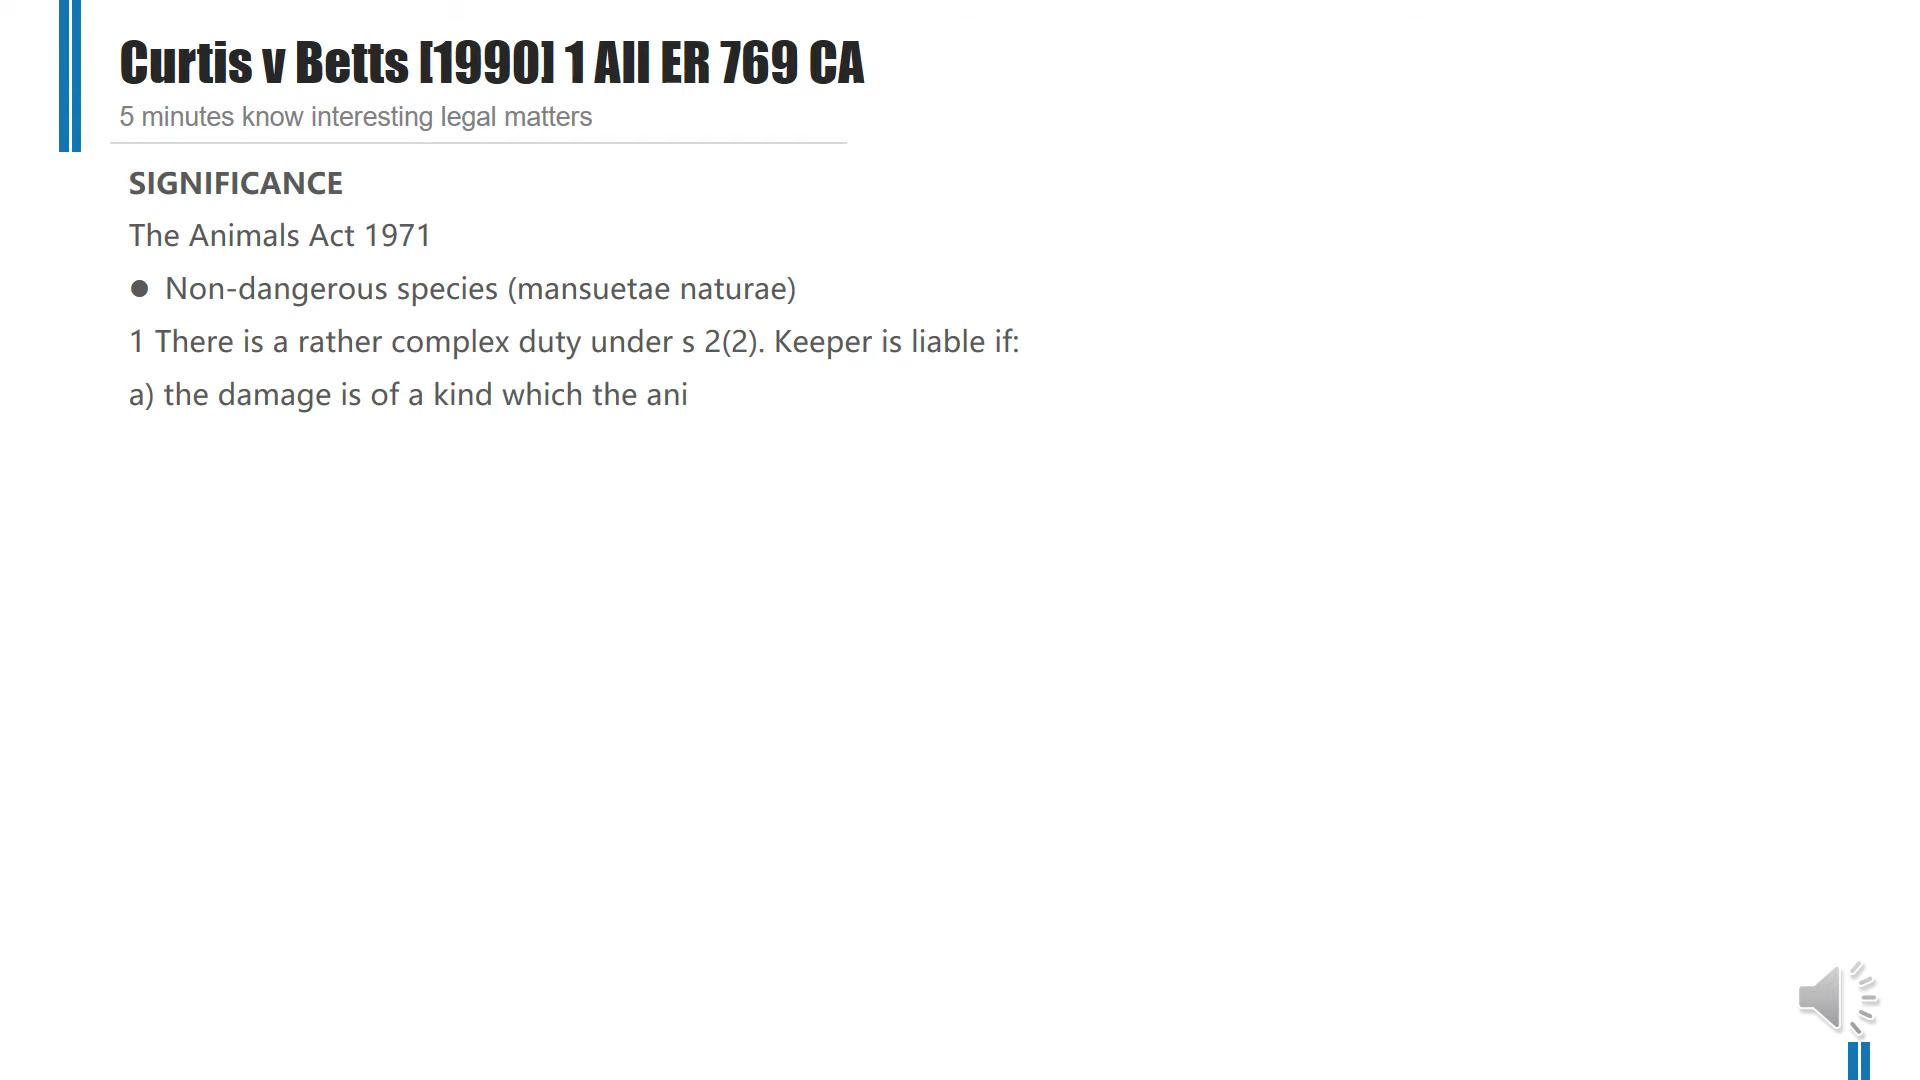 Curtis v Betts [1990] 1 All ER 769 CA
5 minutes know interesting legal matters
SIGNIFICANCE
The Animals Act 1971
● Non-dangerous species (mansuetae naturae)
1 There is a rather complex duty under s 2(2). Keeper is liable if:
a) the damage is of a kind which the ani